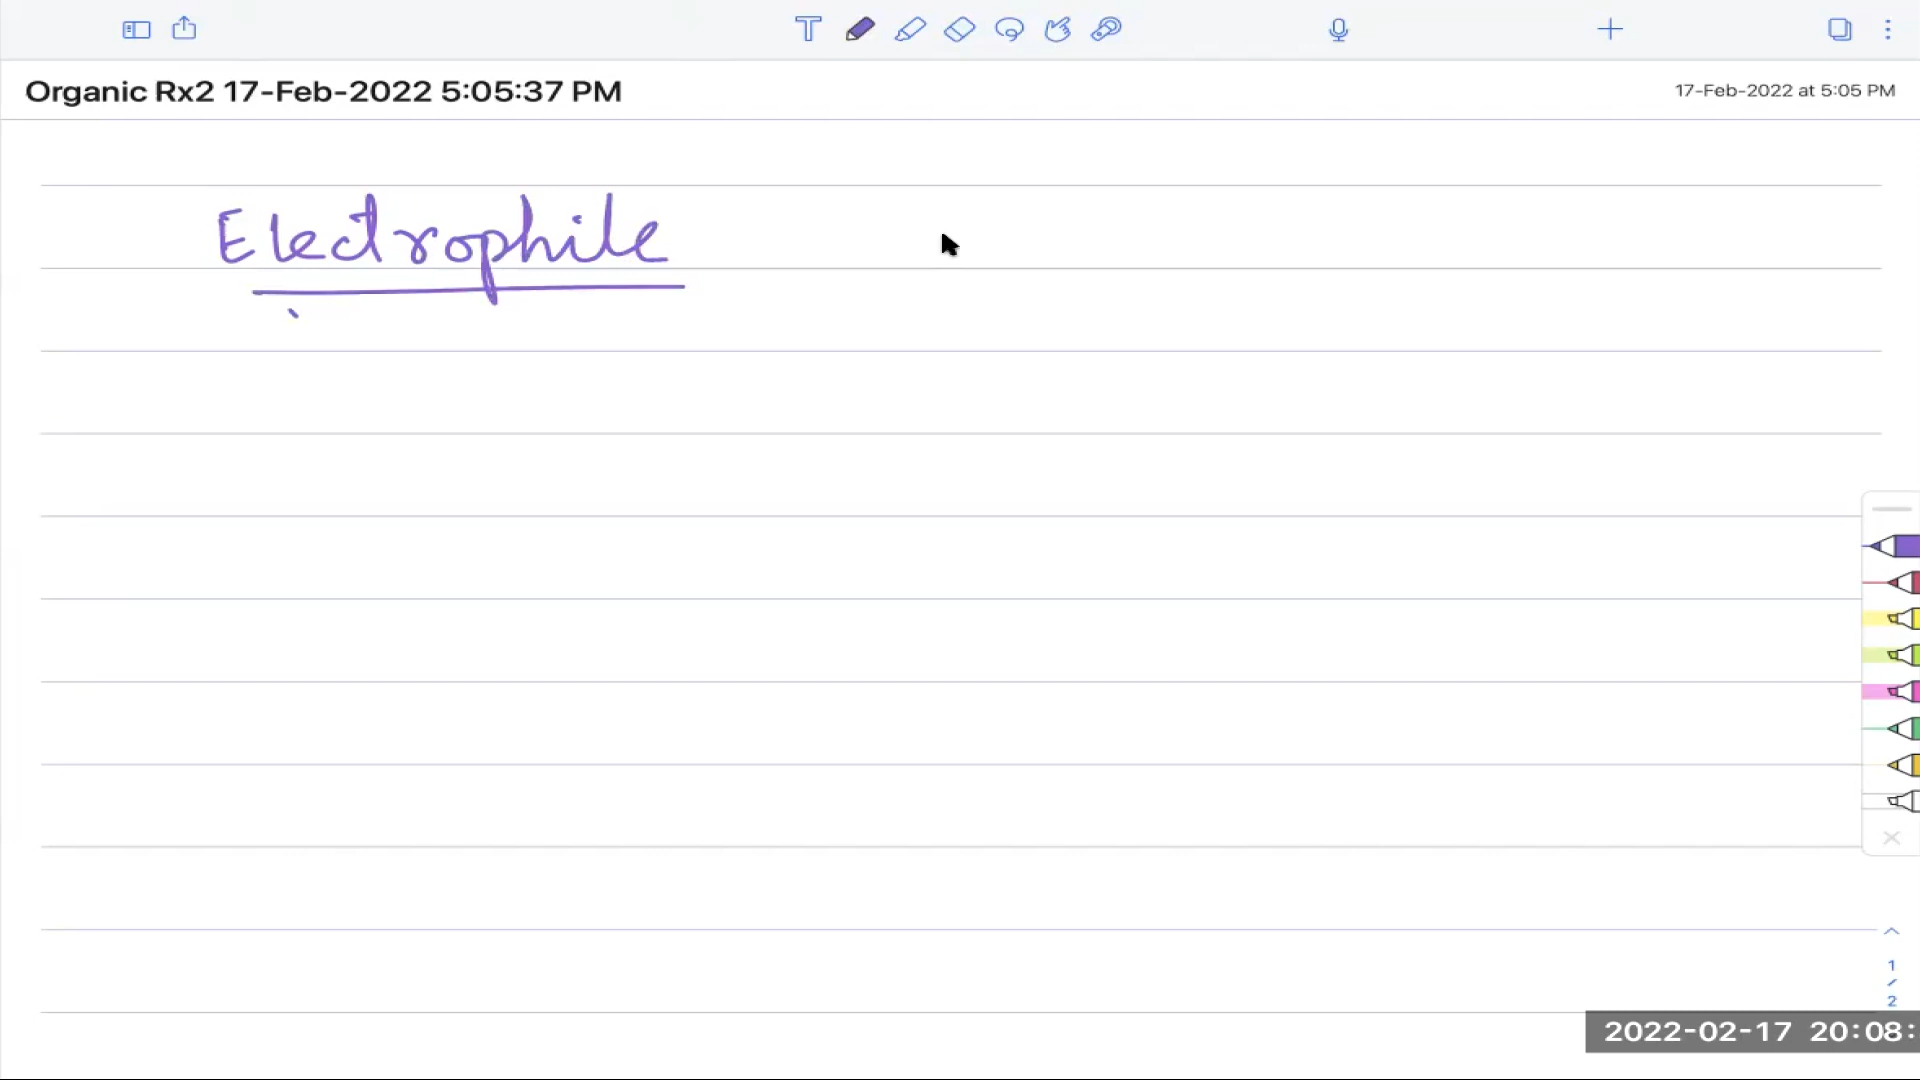 Organic Rx2 17-Feb-2022 5:05:37 PM
17-Feb-2022 at 5:05 PM
Electrophile
1
/
2
2022-02-17 20:08: